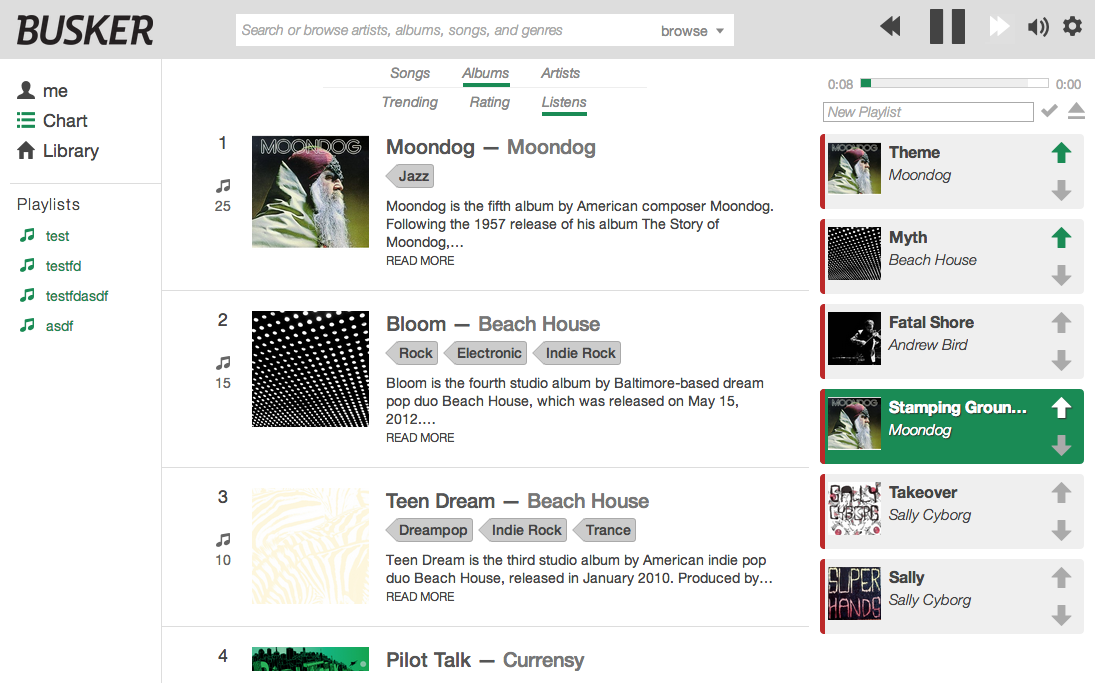 BUSKER
Search or browse artists, albums, songs, and genres
browse
me
Chart
Library
Playlists
test
testfd
testfdasdf
asdf
Songs Albums Artists
Trending Rating Listens
1
25
MOONDOG
Moondog — Moondog
Jazz
Moondog is the fifth album by American composer Moondog.
Following the 1957 release of his album The Story of
Moondog,…
READ MORE
2
15
Bloom — Beach House
Rock Electronic Indie Rock
Bloom is the fourth studio album by Baltimore-based dream
pop duo Beach House, which was released on May 15,
2012.…
READ MORE
3
10
Teen Dream — Beach House
Dreampop Indie Rock Trance
Teen Dream is the third studio album by American indie pop
duo Beach House, released in January 2010. Produced by…
READ MORE
4
Pilot Talk — Currensy
0:08 0:00
New Playlist
MOONDOG
Theme
Moondog
Myth
Beach House
Fatal Shore
Andrew Bird
MOONDOG
Stamping Groun…
Moondog
SALLY
CYBORG
Takeover
Sally Cyborg
SUPER
HANDS
Sally
Sally Cyborg